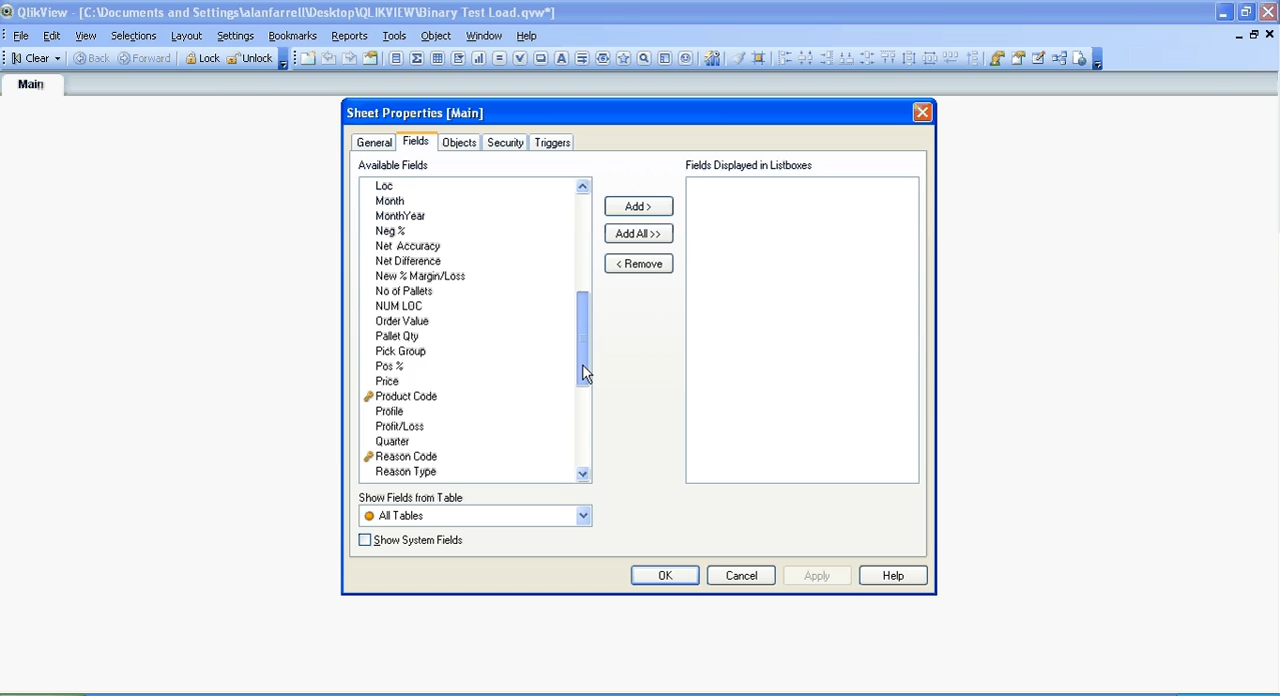 QlikView - [C:\Documents and Settings\alanfarrell\Desktop\QLIKVIEW\Binary Test Load.qvw*]
File Edit View Selections Layout Settings Bookmarks Reports Tools Object Window Help
Clear Back Forward Lock Unlock
Main
Sheet Properties [Main]
General Fields Objects Security Triggers
Available Fields
Fields Displayed in Listboxes
Loc
Month
MonthYear
Neg %
Net Accuracy
Net Difference
New % Margin/Loss
No of Pallets
NUM LOC
Order Value
Pallet Qty
Pick Group
Pos %
Price
Product Code
Profile
Profit/Loss
Quarter
Reason Code
Reason Type
Add >
Add All >>
< Remove
Show Fields from Table
All Tables
Show System Fields
OK Cancel Apply Help